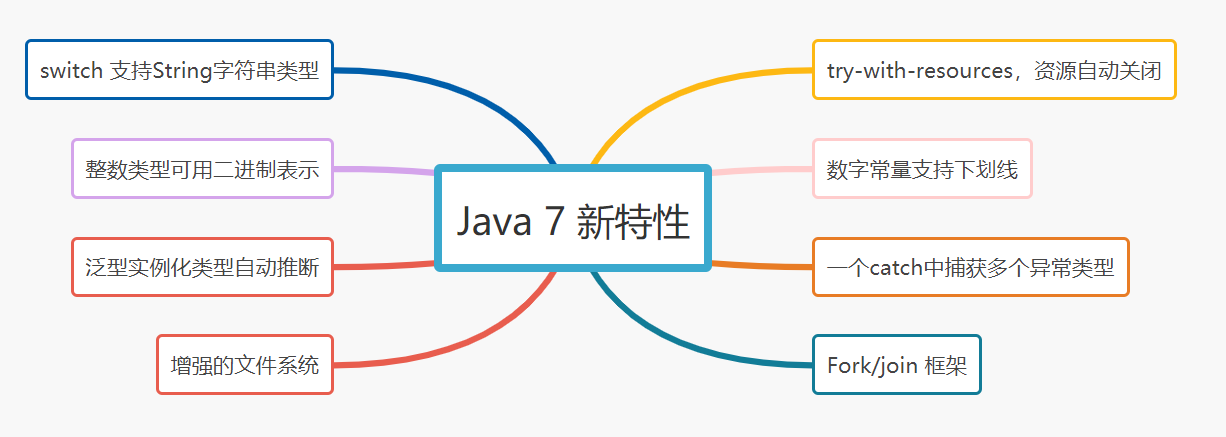 switch 支持String字符串类型
整数类型可用二进制表示
泛型实例化类型自动推断
增强的文件系统
Java 7 新特性
try-with-resources，资源自动关闭
数字常量支持下划线
一个catch中捕获多个异常类型
Fork/join 框架